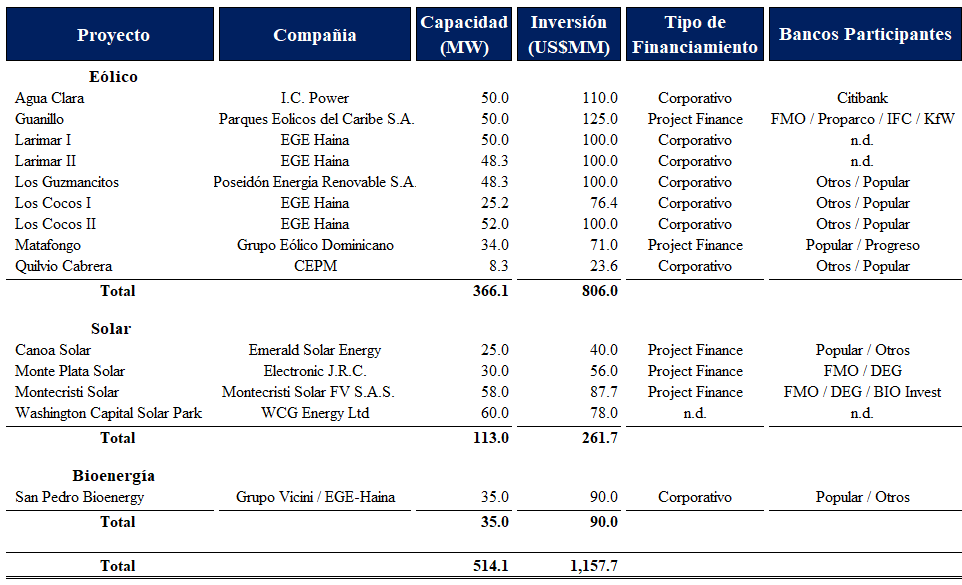 Proyecto Compañia Capacidad (MW) Inversión (US$MM) Tipo de Financiamiento Bancos Participantes
Eólico
Agua Clara I.C. Power 50.0 110.0 Corporativo Citibank
Guanillo Parques Eolicos del Caribe S.A. 50.0 125.0 Project Finance FMO / Proparco / IFC / KfW
Larimar I EGE Haina 50.0 100.0 Corporativo n.d.
Larimar II EGE Haina 48.3 100.0 Corporativo n.d.
Los Guzmancitos Poseidón Energía Renovable S.A. 48.3 100.0 Corporativo Otros / Popular
Los Cocos I EGE Haina 25.2 76.4 Corporativo Otros / Popular
Los Cocos II EGE Haina 52.0 100.0 Corporativo Otros / Popular
Matafongo Grupo Eólico Dominicano 34.0 71.0 Project Finance Popular / Progreso
Quilvio Cabrera CEPM 8.3 23.6 Corporativo Otros / Popular
Total 366.1 806.0
Solar
Canoa Solar Emerald Solar Energy 25.0 40.0 Project Finance Popular / Otros
Monte Plata Solar Electronic J.R.C. 30.0 56.0 Project Finance FMO / DEG
Montecristi Solar Montecristi Solar FV S.A.S. 58.0 87.7 Project Finance FMO / DEG / BIO Invest
Washington Capital Solar Park WCG Energy Ltd 60.0 78.0 n.d. n.d.
Total 113.0 261.7
Bioenergía
San Pedro Bioenergy Grupo Vicini / EGE-Haina 35.0 90.0 Corporativo Popular / Otros
Total 35.0 90.0
Total 514.1 1,157.7